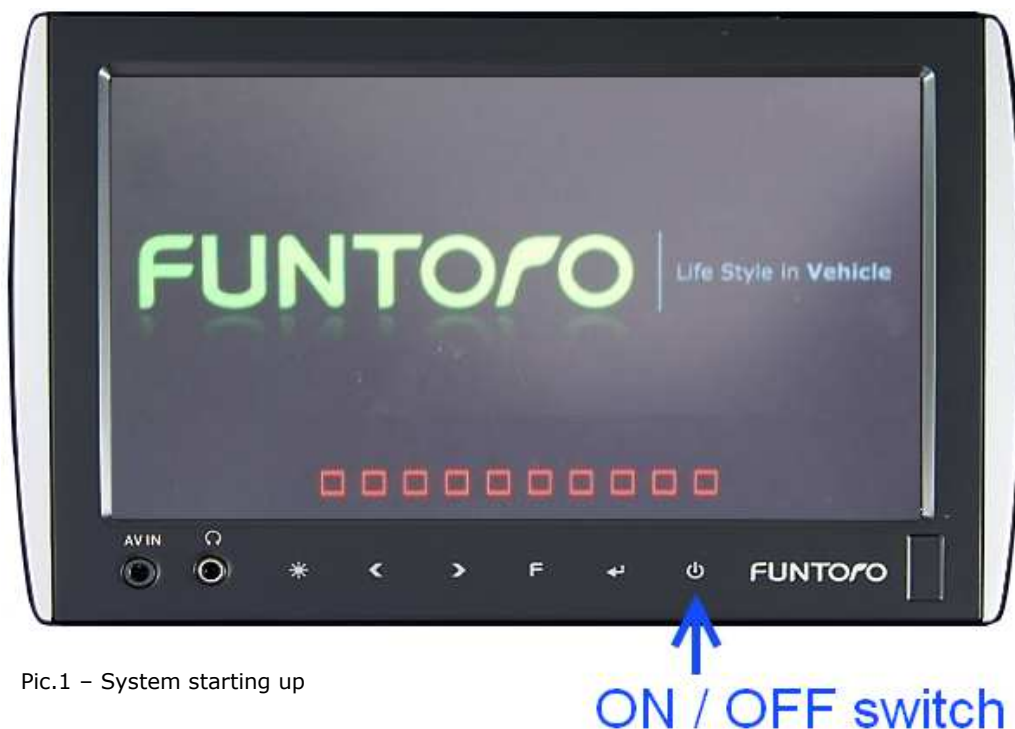 FUNTORO
Life Style in Vehicle
AV IN
F
FUNTORO
Pic.1 – System starting up
ON / OFF switch